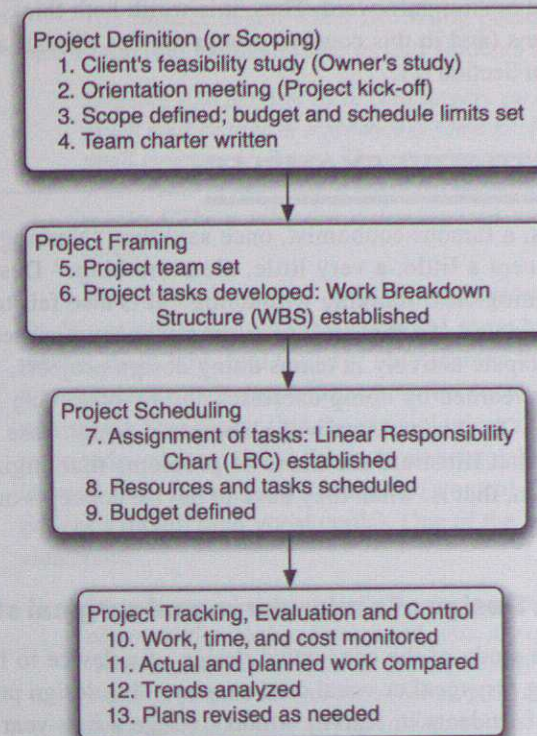 Project Definition (or Scoping)
1. Client's feasibility study (Owner's study)
2. Orientation meeting (Project kick-off)
3. Scope defined; budget and schedule limits set
4. Team charter written
Project Framing
5. Project team set
6. Project tasks developed: Work Breakdown
Structure (WBS) established
Project Scheduling
7. Assignment of tasks: Linear Responsibility
Chart (LRC) established
8. Resources and tasks scheduled
9. Budget defined
Project Tracking, Evaluation and Control
10. Work, time, and cost monitored
11. Actual and planned work compared
12. Trends analyzed
13. Plans revised as needed